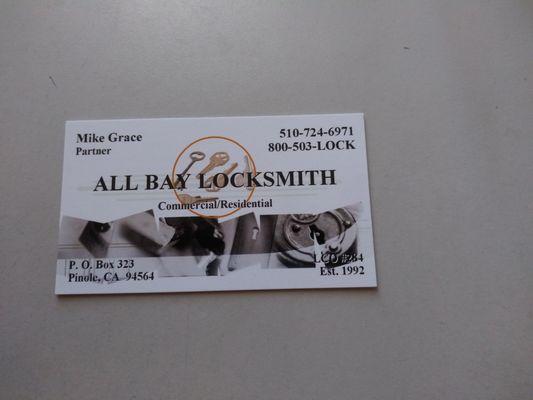 Mike Grace
Partner
510-724-6971
800-503-LOCK
ALL BAY LOCKSMITH
Commercial/Residential
P. O. Box 323
Pinole, CA 94564
Est. 1992